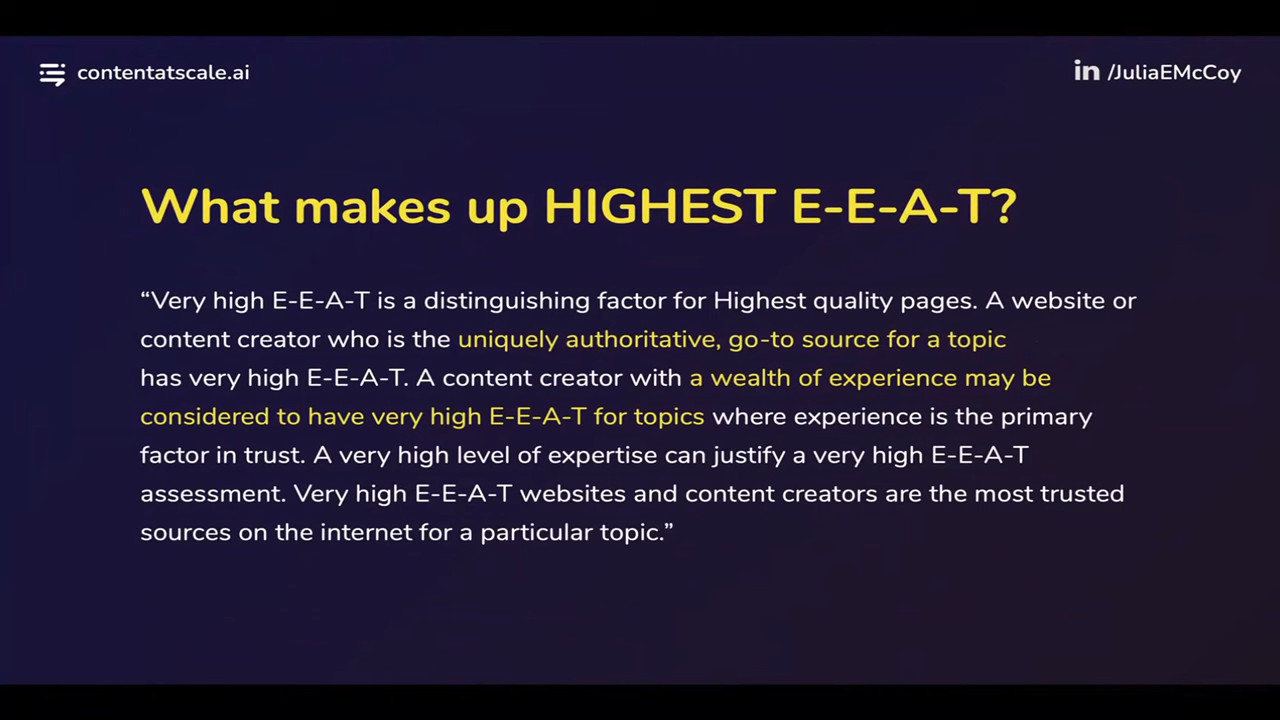 contentatscale.ai
in /JuliaEMcCoy
What makes up HIGHEST E-E-A-T?
“Very high E-E-A-T is a distinguishing factor for Highest quality pages. A website or
content creator who is the uniquely authoritative, go-to source for a topic
has very high E-E-A-T. A content creator with a wealth of experience may be
considered to have very high E-E-A-T for topics where experience is the primary
factor in trust. A very high level of expertise can justify a very high E-E-A-T
assessment. Very high E-E-A-T websites and content creators are the most trusted
sources on the internet for a particular topic.”